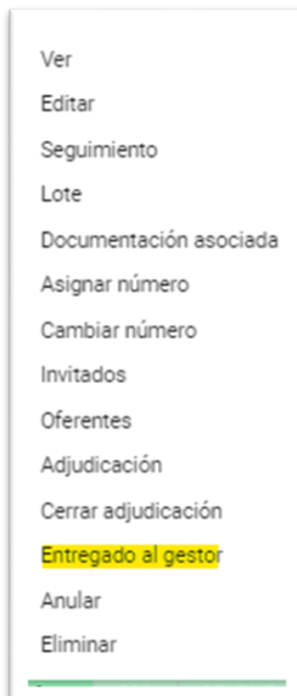 Ver
Editar
Seguimiento
Lote
Documentación asociada
Asignar número
Cambiar número
Invitados
Oferentes
Adjudicación
Cerrar adjudicación
Entregado al gestor
Anular
Eliminar